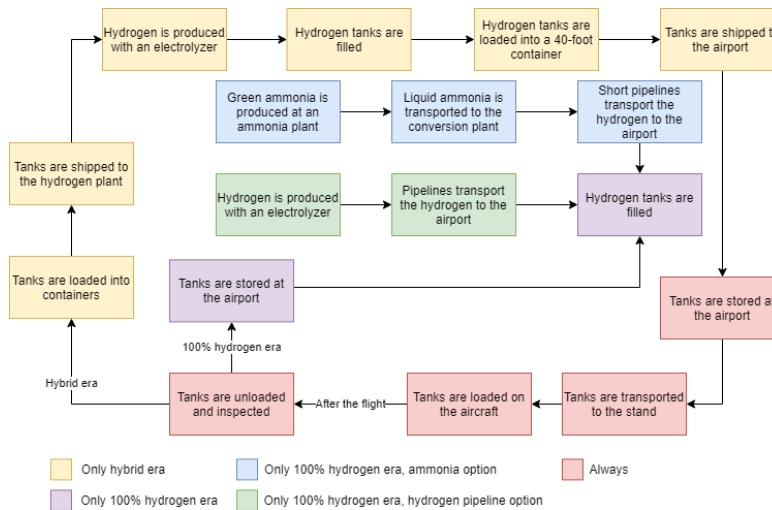 Hydrogen is produced
with an electrolyzer
Hydrogen tanks are
filled
Hydrogen tanks are
loaded into a 40-foot
container
Tanks are shipped to
the airport
Green ammonia is
produced at an
ammonia plant
Liquid ammonia is
transported to the
conversion plant
Short pipelines
transport the
hydrogen to the
airport
Tanks are shipped to
the hydrogen plant
Hydrogen is produced
with an electrolyzer
Pipelines transport
the hydrogen to the
airport
Hydrogen tanks are
filled
Tanks are loaded into
containers
Tanks are stored at
the airport
Tanks are stored at
the airport
100% hydrogen era
Hybrid era
Tanks are unloaded
and inspected
After the flight
Tanks are loaded on
the aircraft
Tanks are transported
to the stand
Only hybrid era
Only 100% hydrogen era, ammonia option
Always
Only 100% hydrogen era
Only 100% hydrogen era, hydrogen pipeline option